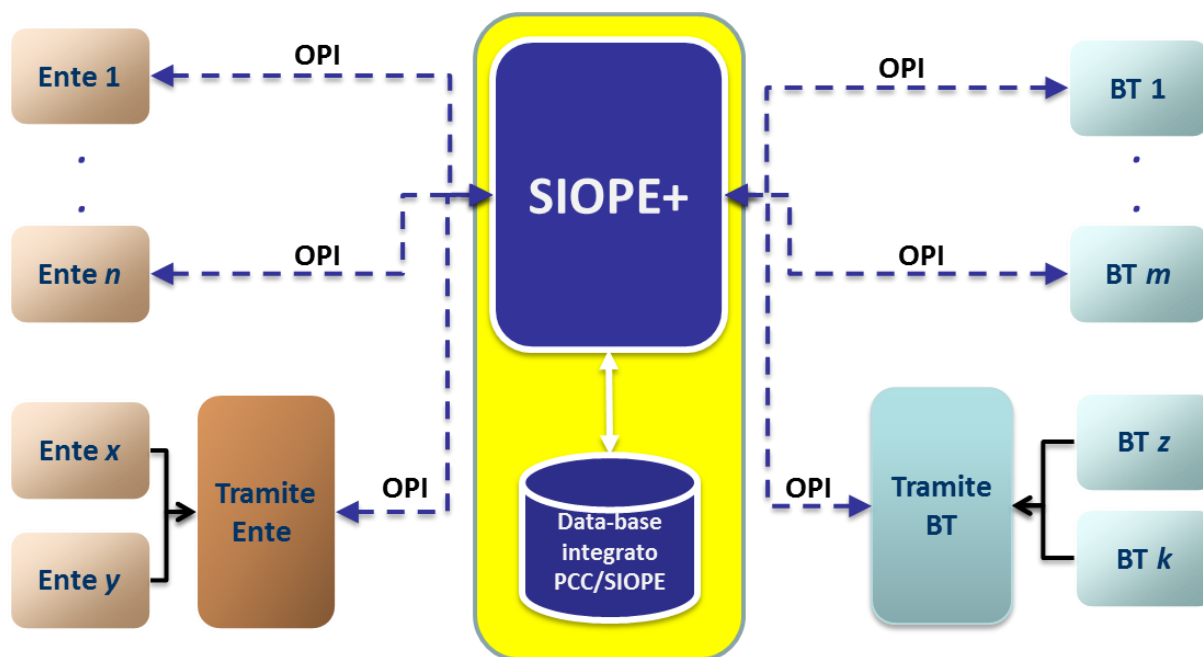 OPI
OPI
Ente 1
BT 1
.
.
.
.
SIOPE+
OPI
OPI
Ente n
BT m
Ente x
BT z
Tramite
Ente
OPI
OPI
Tramite
BT
Data-base
integrato
PCC/SIOPE
Ente y
BT k